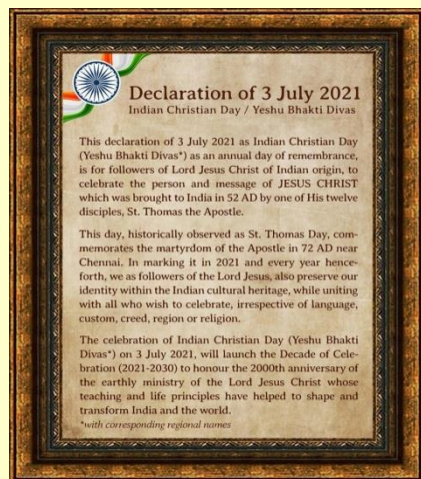 Declaration of 3 July 2021
Indian Christian Day / Yeshu Bhakti Divas
This declaration of 3 July 2021 as Indian Christian Day
(Yeshu Bhakti Divas*) as an annual day of remembrance,
is for followers of Lord Jesus Christ of Indian origin, to
celebrate the person and message of JESUS CHRIST
which was brought to India in 52 AD by one of His twelve
disciples, St. Thomas the Apostle.
This day, historically observed as St. Thomas Day, com-
memorates the martyrdom of the Apostle in 72 AD near
Chennai. In marking it in 2021 and every year hence-
forth, we as followers of the Lord Jesus, also preserve our
identity within the Indian cultural heritage, while uniting
with all who wish to celebrate, irrespective of language,
custom, creed, region or religion.
The celebration of Indian Christian Day (Yeshu Bhakti
Divas*) on 3 July 2021, will launch the Decade of Cele-
bration (2021-2030) to honour the 2000th anniversary of
the earthly ministry of the Lord Jesus Christ whose
teaching and life principles have helped to shape and
transform India and the world.
*with corresponding regional names